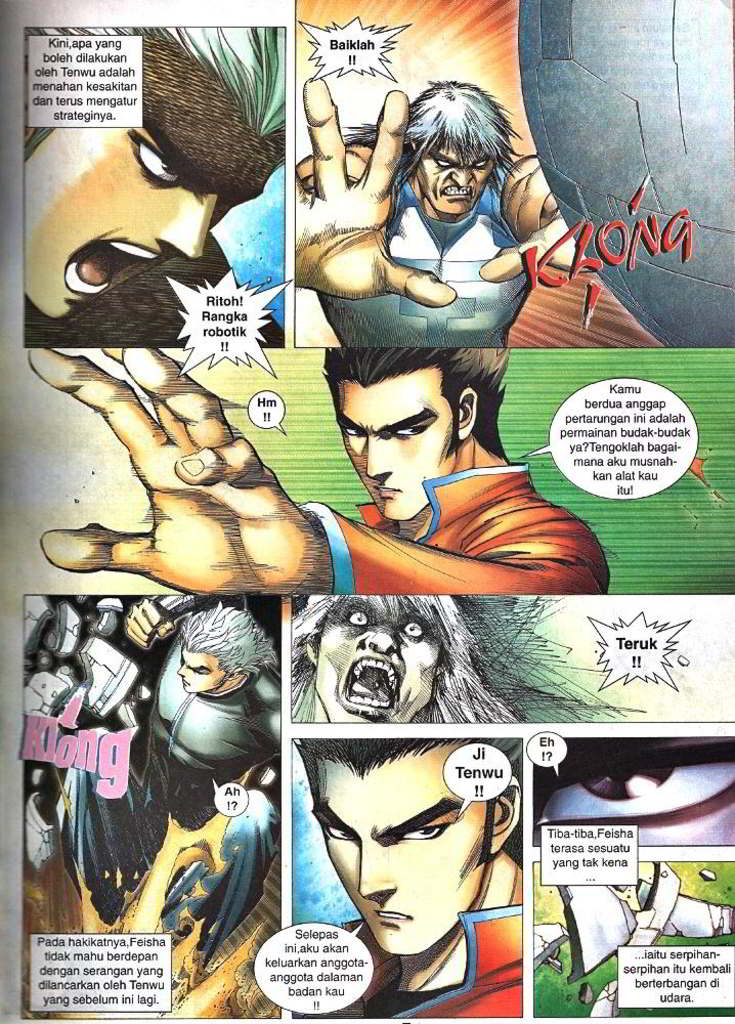 Kini,apa yang
boleh dilakukan
oleh Tenwu adalah
menahan kesakitan
dan terus mengatur
strateginya.
Ritoh!
Rangka
robotik
!!
Baiklah
!!
KLONG
!
Hm
!!
Kamu
berdua anggap
pertarungan ini adalah
permainan budak-budak
ya?Tengoklah bagai-
mana aku musnah-
kan alat kau
itu!
Klong
Ah
!?
Pada hakikatnya,Feisha
tidak mahu berdepan
dengan serangan yang
dilancarkan oleh Tenwu
yang sebelum ini lagi.
Teruk
!!
Ji
Tenwu
!!
Selepas
ini,aku akan
keluarkan anggota-
anggota dalaman
badan kau
!!
Eh
!?
Tiba-tiba,Feisha
terasa sesuatu
yang tak kena
...
...iaitu serpihan-
serpihan itu kembali
berterbangan di
udara.